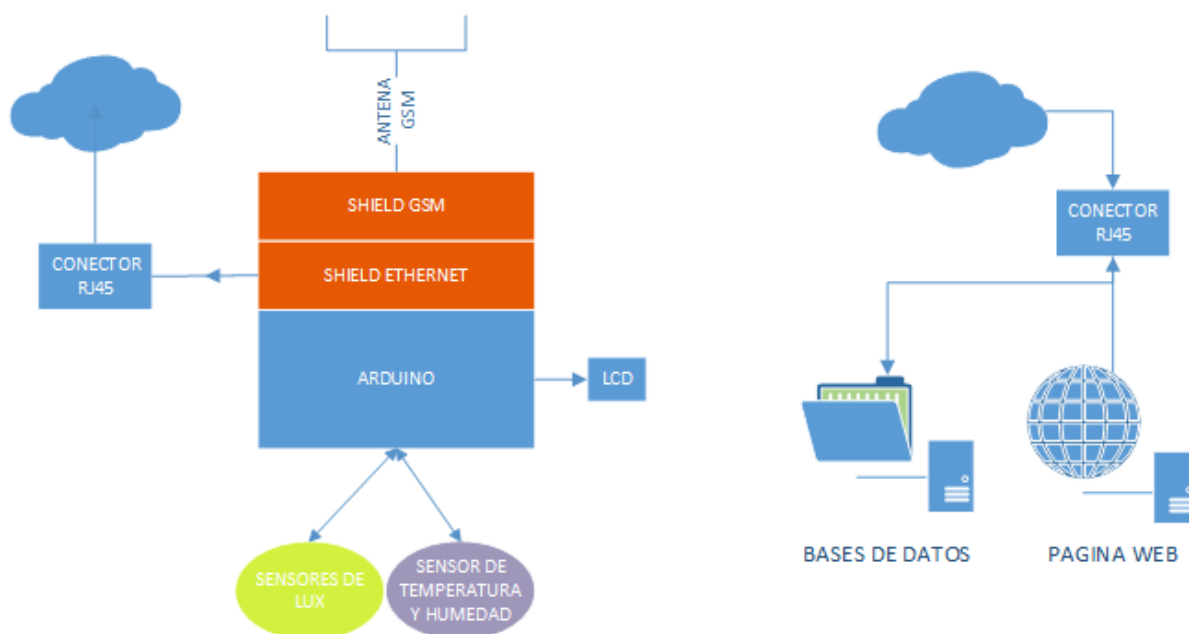 ANTENA
GSM
SHIELD GSM
CONECTOR
RJ45
SHIELD ETHERNET
ARDUINO
LCD
SENSORES DE
LUX
SENSOR DE
TEMPERATURA
Y HUMEDAD
CONECTOR
RJ45
BASES DE DATOS
PAGINA WEB